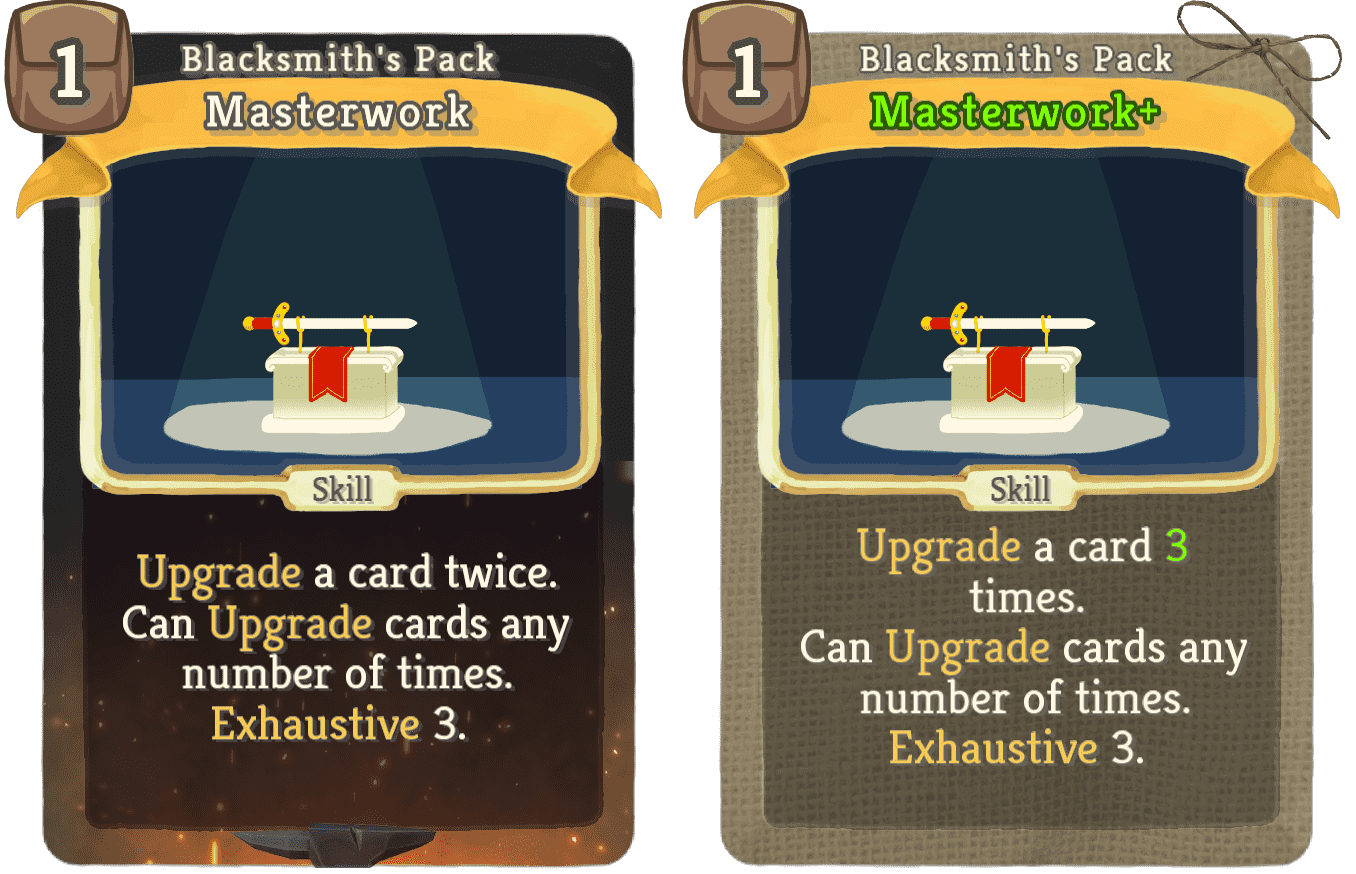 1
Blacksmith's Pack
Masterwork
Skill
Upgrade a card twice.
Can Upgrade cards any
number of times.
Exhaustive 3.
1
Blacksmith's Pack
Masterwork+
Skill
Upgrade a card 3
times.
Can Upgrade cards any
number of times.
Exhaustive 3.